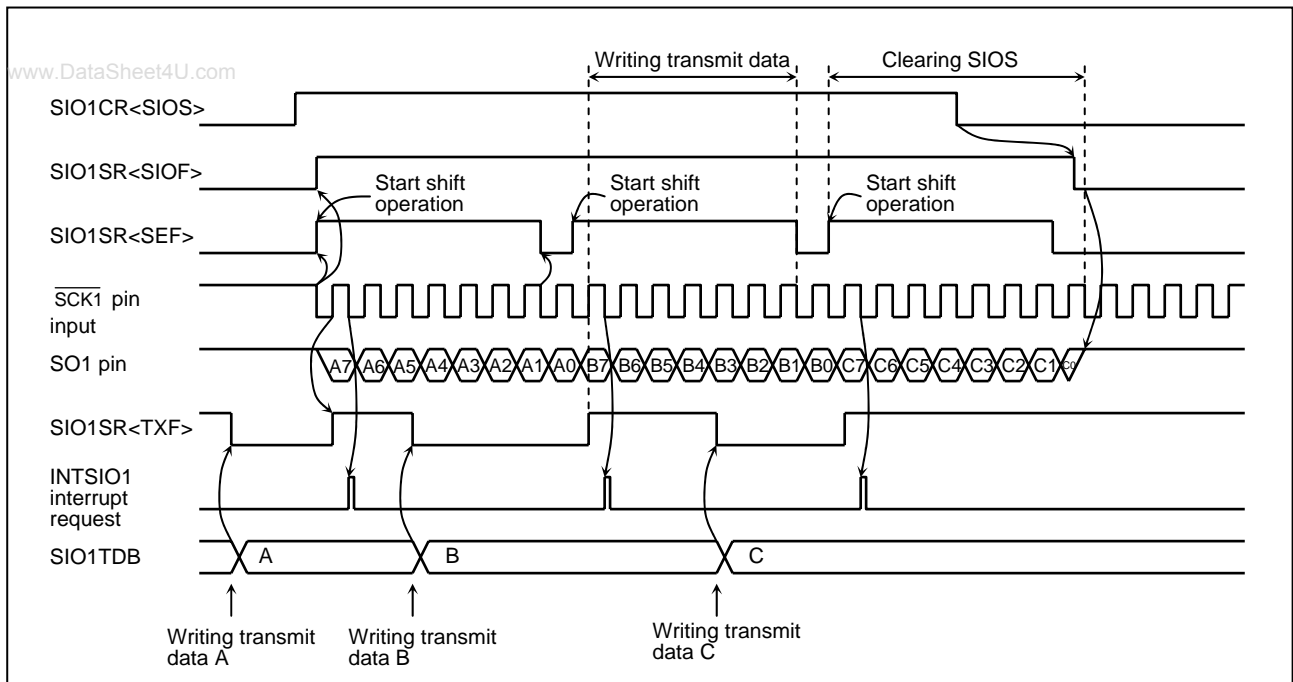 Writing transmit data
Clearing SIOS
www.DataSheet4U.com
SIO1CR<SIOS>
SIO1SR<SIOF>
Start shift
operation
Start shift
operation
Start shift
operation
SIO1SR<SEF>
SCK1 pin
input
SO1 pin
A7 A6 A5 A4 A3 A2 A1 A0 B7 B6 B5 B4 B3 B2 B1 B0 C7 C6 C5 C4 C3 C2 C1 C0
SIO1SR<TXF>
INTSIO1
interrupt
request
SIO1TDB
A B C
Writing transmit
data A
Writing transmit
data B
Writing transmit
data C